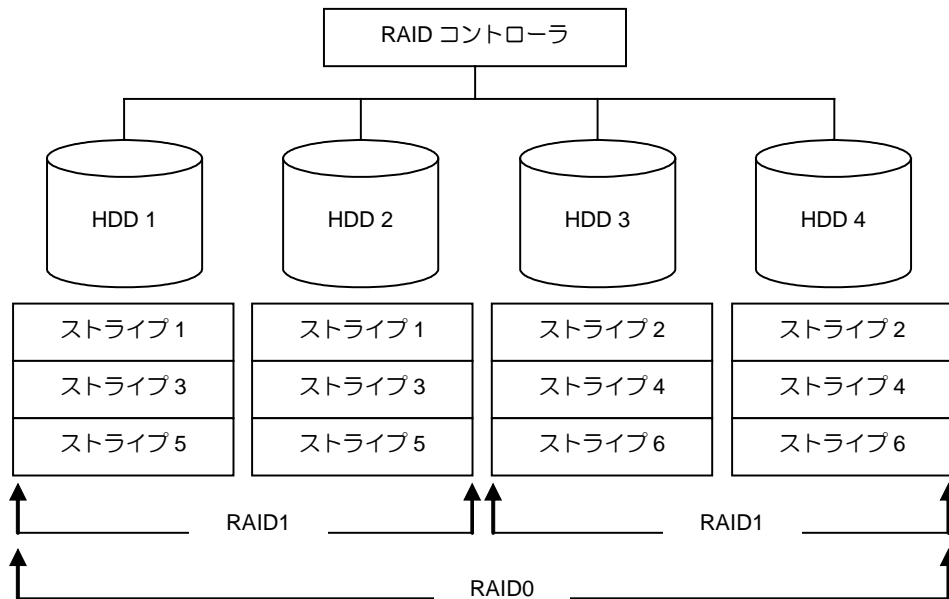 RAID コントローラ
HDD 1 HDD 2 HDD 3 HDD 4
ストライプ 1 ストライプ 1 ストライプ 2 ストライプ 2
ストライプ 3 ストライプ 3 ストライプ 4 ストライプ 4
ストライプ 5 ストライプ 5 ストライプ 6 ストライプ 6
RAID1 RAID1
RAID0